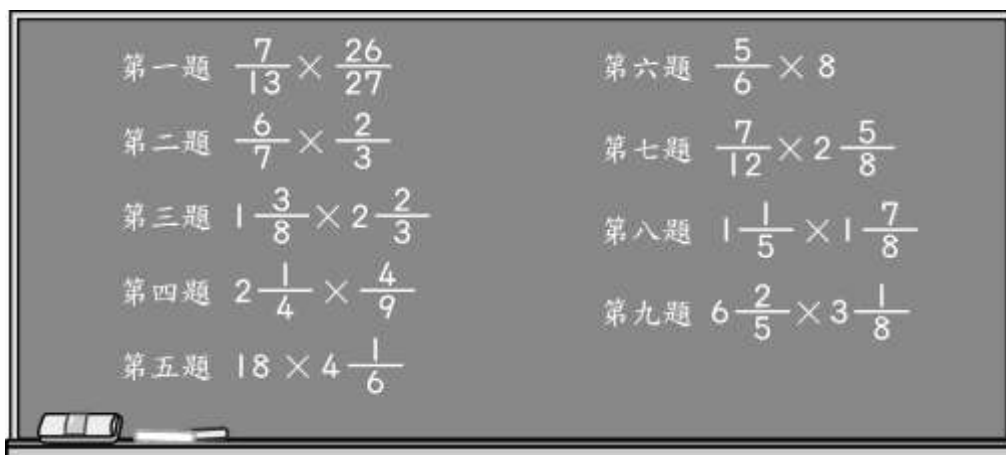 第一題 7/13 × 26/27
第二題 6/7 × 2/3
第三題 1 3/8 × 2 2/3
第四題 2 1/4 × 4/9
第五題 18 × 4 1/6
第六題 5/6 × 8
第七題 7/12 × 2 5/8
第八題 1 1/5 × 1 7/8
第九題 6 2/5 × 3 1/8